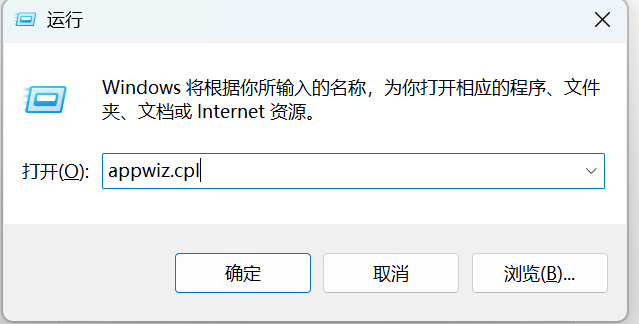 运行
Windows 将根据你所输入的名称，为你打开相应的程序、文件
夹、文档或 Internet 资源。
打开(O): appwiz.cpl
确定 取消 浏览(B)...